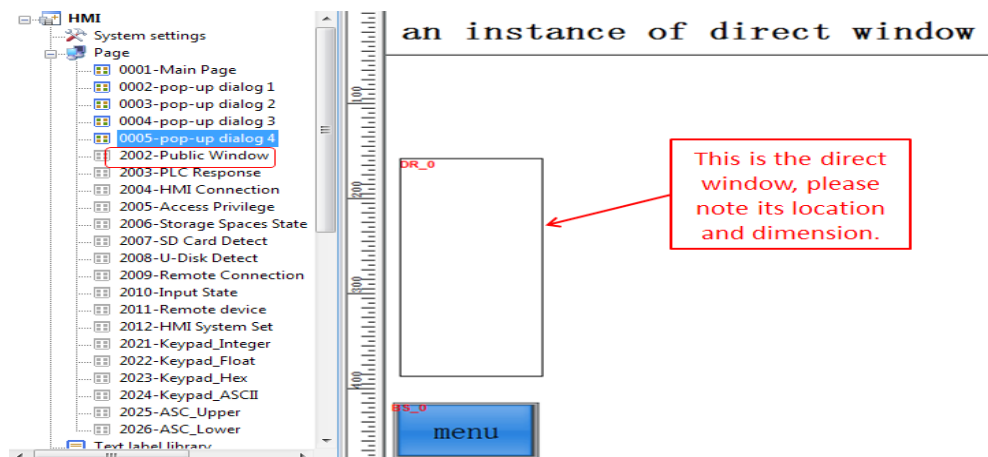 HMI
System settings
Page
0001-Main Page
0002-pop-up dialog 1
0003-pop-up dialog 2
0004-pop-up dialog 3
0005-pop-up dialog 4
2002-Public Window
2003-PLC Response
2004-HMI Connection
2005-Access Privilege
2006-Storage Spaces State
2007-SD Card Detect
2008-U-Disk Detect
2009-Remote Connection
2010-Input State
2011-Remote device
2012-HMI System Set
2021-Keypad_Integer
2022-Keypad_Float
2023-Keypad_Hex
2024-Keypad_ASCII
2025-ASC_Upper
2026-ASC_Lower
Text label library
100
200
300
400
an instance of direct window
DR_0
This is the direct
window, please
note its location
and dimension.
BS_0
menu